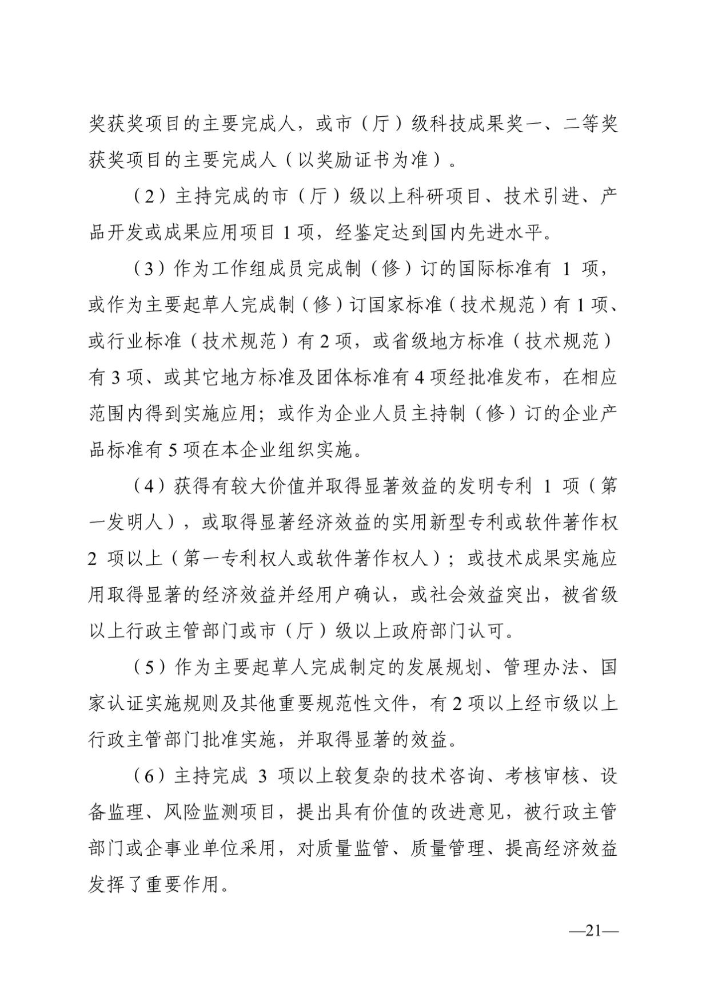 奖获奖项目的主要完成人，或市（厅）级科技成果奖一、二等奖
获奖项目的主要完成人（以奖励证书为准）。
（2）主持完成的市（厅）级以上科研项目、技术引进、产
品开发或成果应用项目 1 项，经鉴定达到国内先进水平。
（3）作为工作组成员完成制（修）订的国际标准有 1 项，
或作为主要起草人完成制（修）订国家标准（技术规范）有 1 项、
或行业标准（技术规范）有 2 项，或省级地方标准（技术规范）
有 3 项、或其它地方标准及团体标准有 4 项经批准发布，在相应
范围内得到实施应用；或作为企业人员主持制（修）订的企业产
品标准有 5 项在本企业组织实施。
（4）获得有较大价值并取得显著效益的发明专利 1 项（第
一发明人），或取得显著经济效益的实用新型专利或软件著作权
2 项以上（第一专利权人或软件著作权人）；或技术成果实施应
用取得显著的经济效益并经用户确认，或社会效益突出，被省级
以上行政主管部门或市（厅）级以上政府部门认可。
（5）作为主要起草人完成制定的发展规划、管理办法、国
家认证实施规则及其他重要规范性文件，有 2 项以上经市级以上
行政主管部门批准实施，并取得显著的效益。
（6）主持完成 3 项以上较复杂的技术咨询、考核审核、设
备监理、风险监测项目，提出具有价值的改进意见，被行政主管
部门或企事业单位采用，对质量监管、质量管理、提高经济效益
发挥了重要作用。
—21—